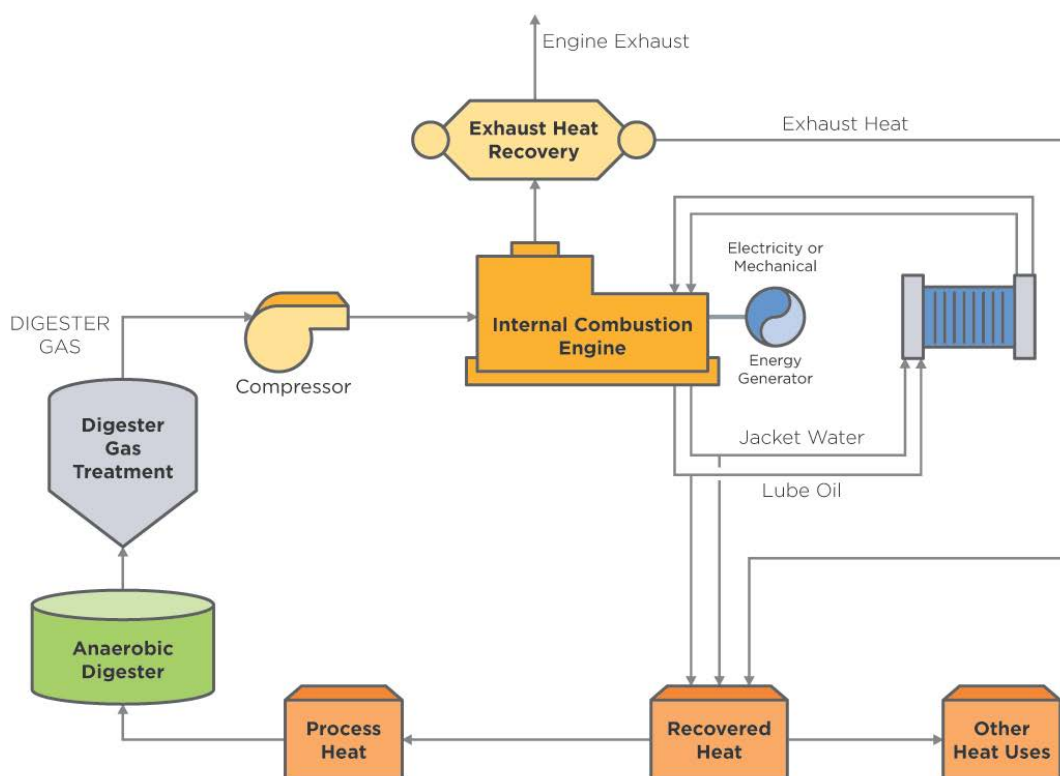 Engine Exhaust
Exhaust Heat
Recovery
Exhaust Heat
Electricity or
Mechanical
Energy
Generator
Internal Combustion
Engine
DIGESTER
GAS
Compressor
Digester
Gas
Treatment
Jacket Water
Lube Oil
Anaerobic
Digester
Process
Heat
Recovered
Heat
Other
Heat Uses